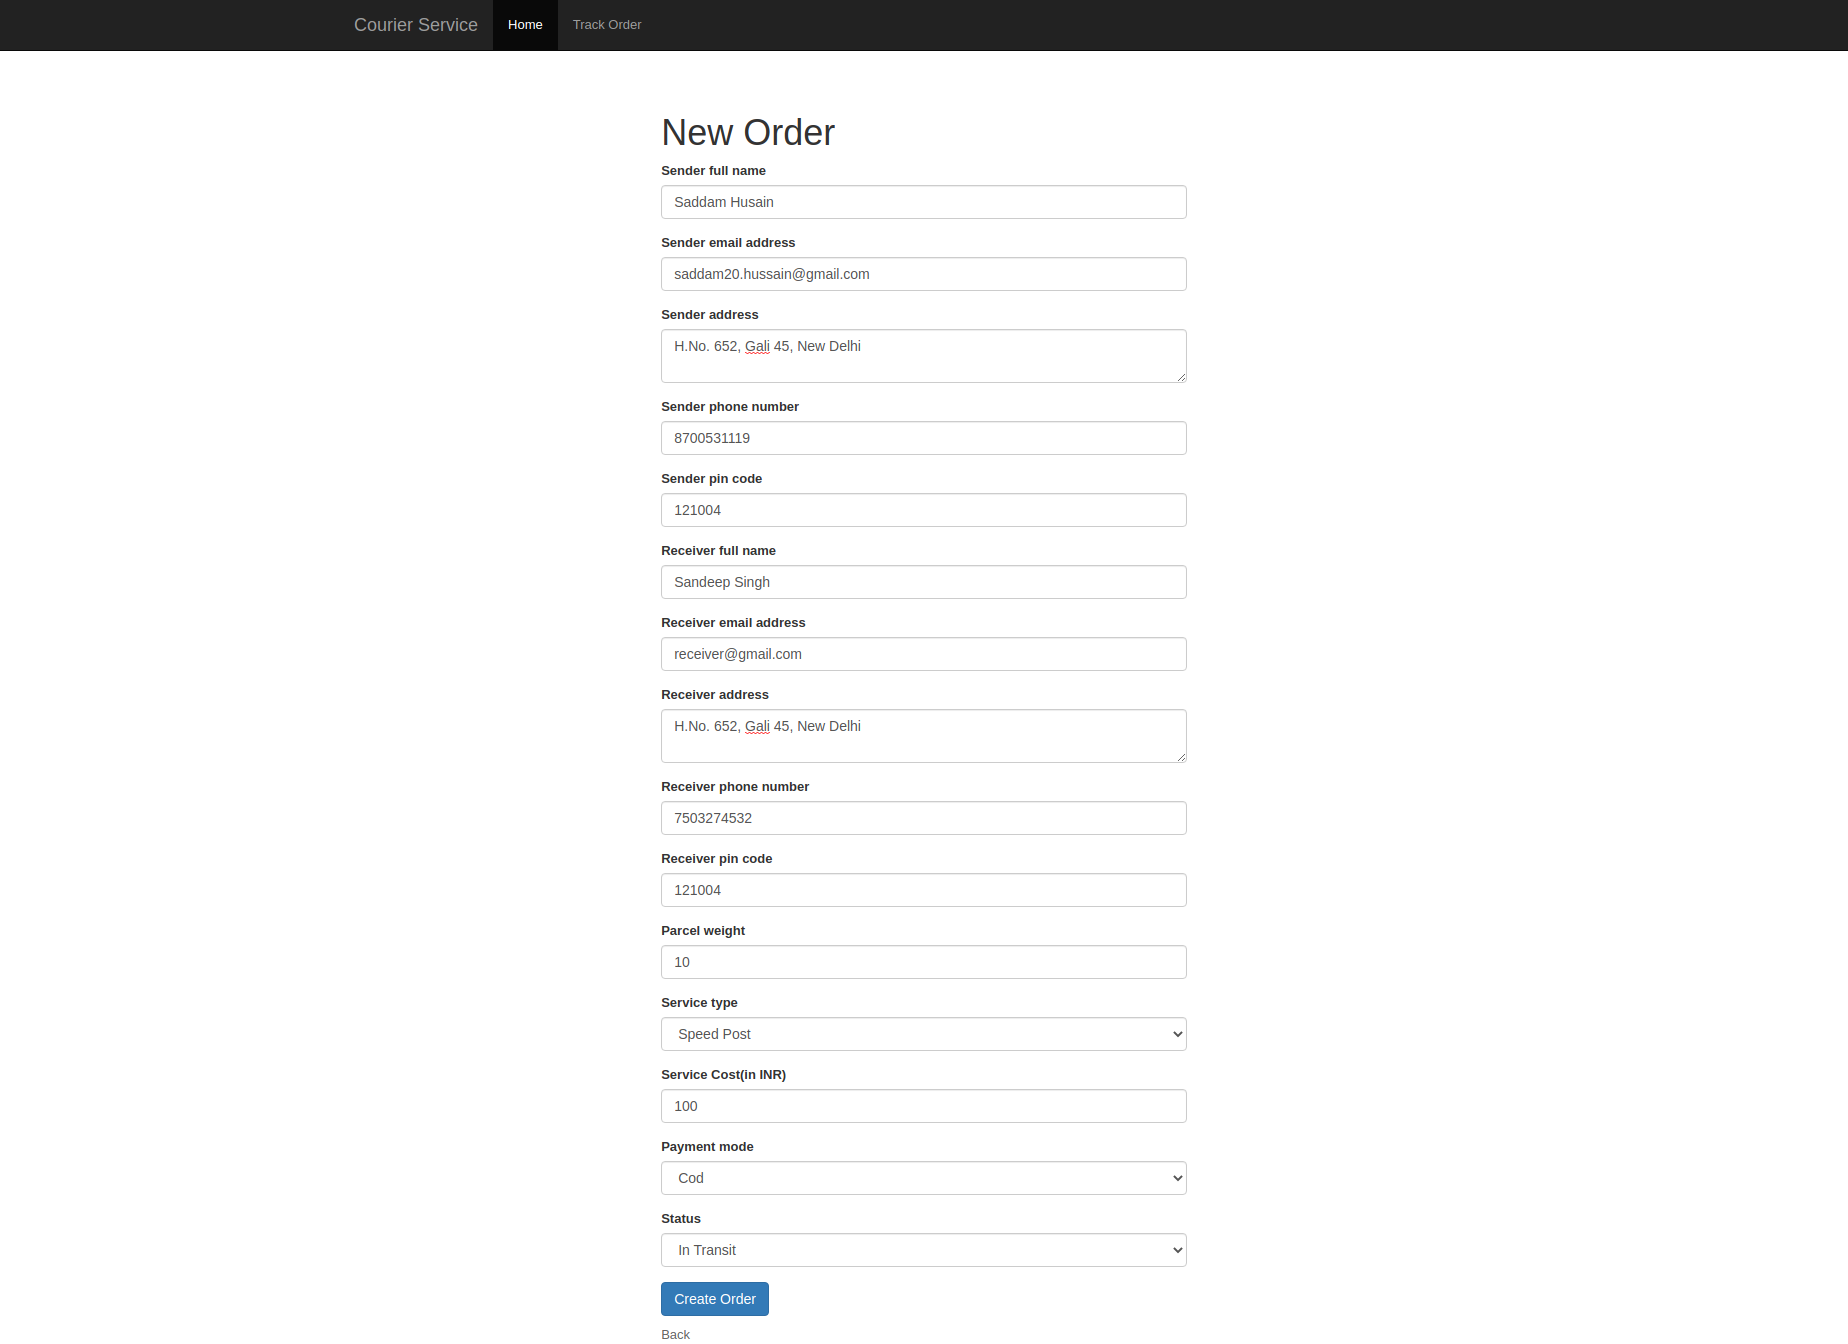 Courier Service Home Track Order
New Order
Sender full name
Saddam Husain
Sender email address
saddam20.hussain@gmail.com
Sender address
H.No. 652, Gali 45, New Delhi
Sender phone number
8700531119
Sender pin code
121004
Receiver full name
Sandeep Singh
Receiver email address
receiver@gmail.com
Receiver address
H.No. 652, Gali 45, New Delhi
Receiver phone number
7503274532
Receiver pin code
121004
Parcel weight
10
Service type
Speed Post
Service Cost(in INR)
100
Payment mode
Cod
Status
In Transit
Create Order
Back